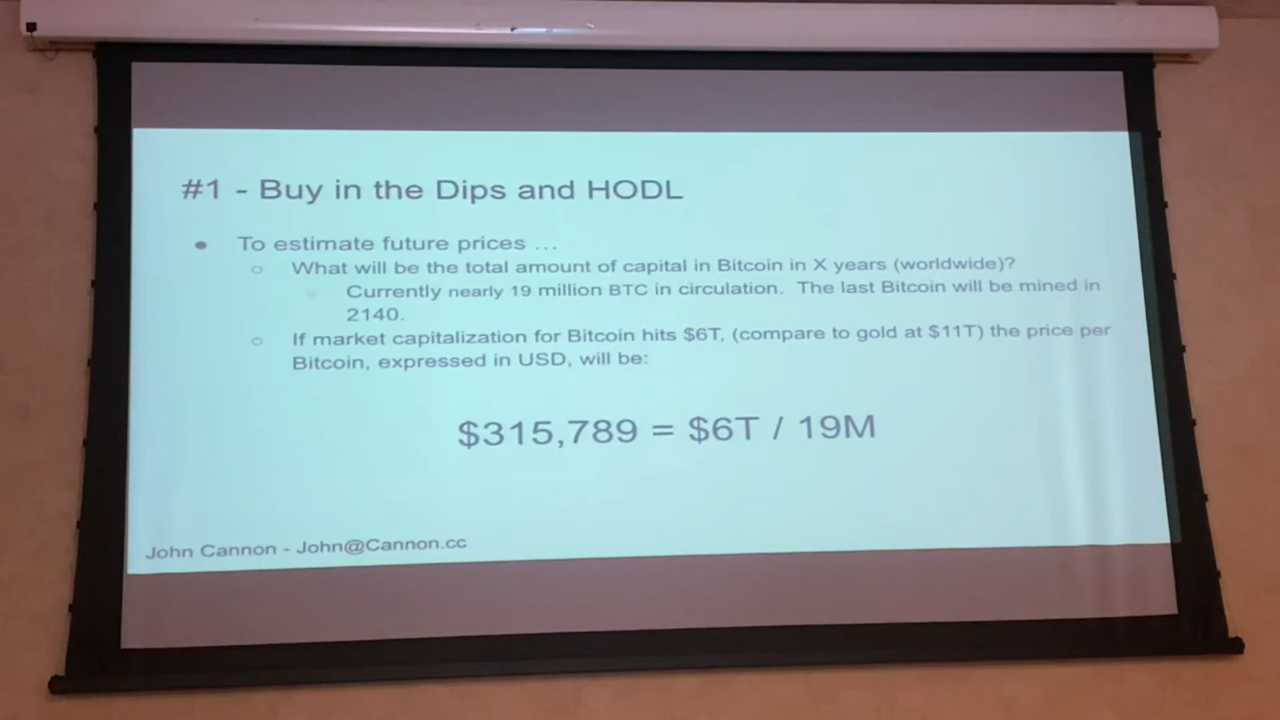 #1 - Buy in the Dips and HODL
● To estimate future prices ...
○ What will be the total amount of capital in Bitcoin in X years (worldwide)?
Currently nearly 19 million BTC in circulation. The last Bitcoin will be mined in
2140.
○ If market capitalization for Bitcoin hits $6T, (compare to gold at $11T) the price per
Bitcoin, expressed in USD, will be:
$315,789 = $6T / 19M
John Cannon - John@Cannon.cc